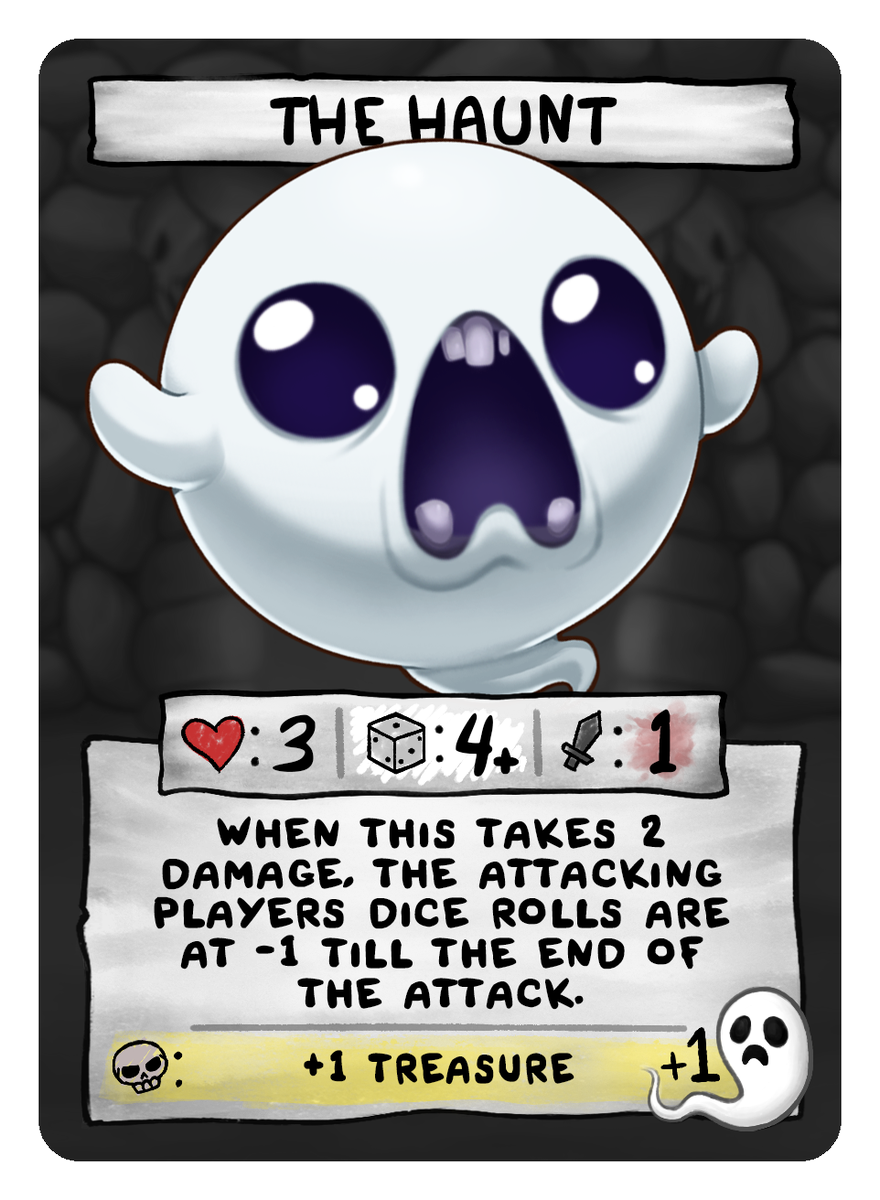 THE HAUNT
:3 :4+ :1
WHEN THIS TAKES 2
DAMAGE, THE ATTACKING
PLAYERS DICE ROLLS ARE
AT -1 TILL THE END OF
THE ATTACK.
: +1 TREASURE +1